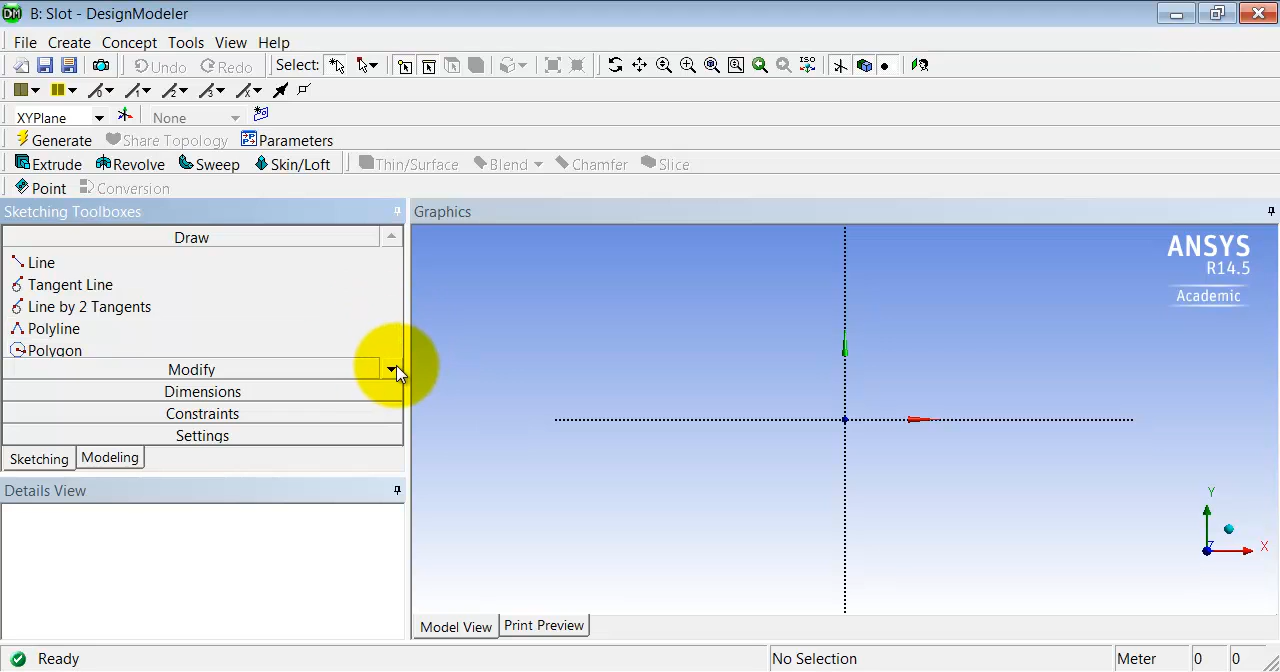 DM B: Slot - DesignModeler
File Create Concept Tools View Help
Undo Redo Select: ISO
XYPlane None
Generate Share Topology Parameters
Extrude Revolve Sweep Skin/Loft Thin/Surface Blend Chamfer Slice
Point Conversion
Sketching Toolboxes
Draw
Line
Tangent Line
Line by 2 Tangents
Polyline
Polygon
Modify
Dimensions
Constraints
Settings
Sketching Modeling
Details View
Graphics
ANSYS
R14.5
Academic
Y
Z
X
Model View Print Preview
Ready No Selection Meter 0 0